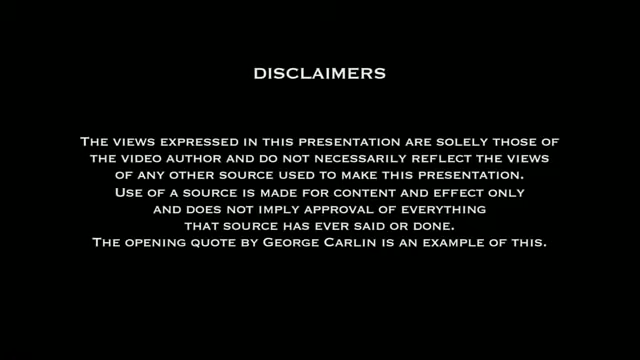 DISCLAIMERS
THE VIEWS EXPRESSED IN THIS PRESENTATION ARE SOLELY THOSE OF
THE VIDEO AUTHOR AND DO NOT NECESSARILY REFLECT THE VIEWS
OF ANY OTHER SOURCE USED TO MAKE THIS PRESENTATION.
USE OF A SOURCE IS MADE FOR CONTENT AND EFFECT ONLY
AND DOES NOT IMPLY APPROVAL OF EVERYTHING
THAT SOURCE HAS EVER SAID OR DONE.
THE OPENING QUOTE BY GEORGE CARLIN IS AN EXAMPLE OF THIS.